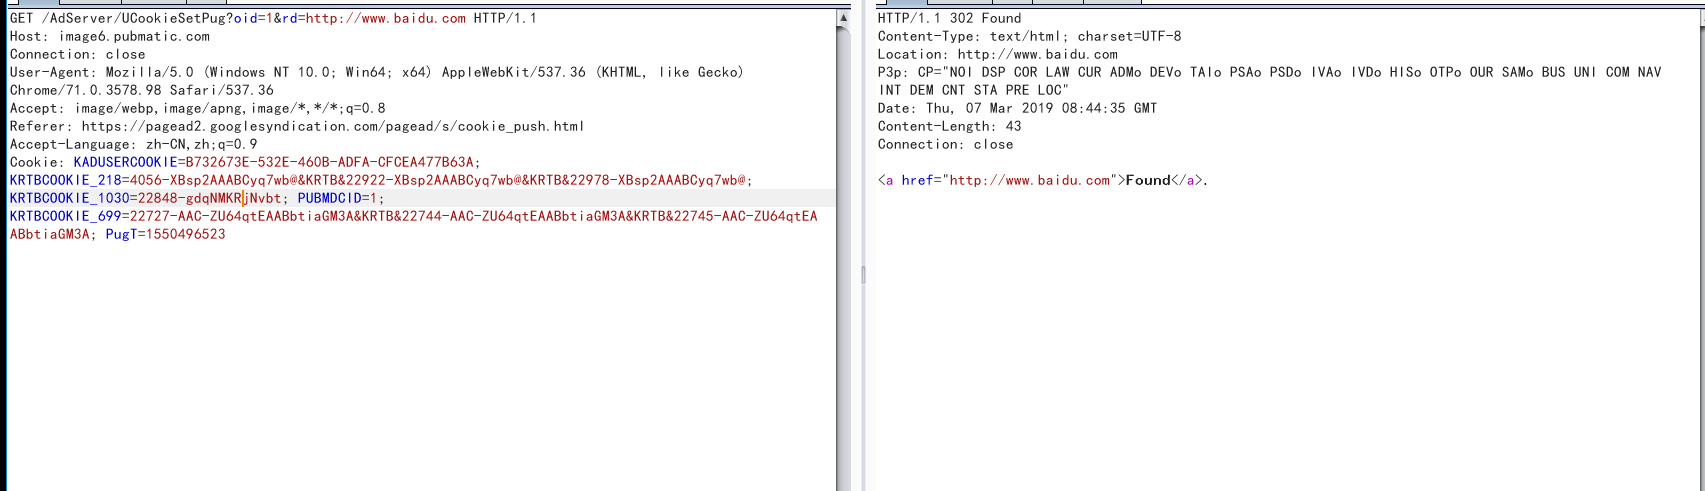 GET /AdServer/UCookieSetPug?oid=1&rd=http://www.baidu.com HTTP/1.1
Host: image6.pubmatic.com
Connection: close
User-Agent: Mozilla/5.0 (Windows NT 10.0; Win64; x64) AppleWebKit/537.36 (KHTML, like Gecko)
Chrome/71.0.3578.98 Safari/537.36
Accept: image/webp,image/apng,image/*,*/*;q=0.8
Referer: https://pagead2.googlesyndication.com/pagead/s/cookie_push.html
Accept-Language: zh-CN,zh;q=0.9
Cookie: KADUSERCOOKIE=B732673E-532E-460B-ADFA-CFCEA477B63A;
KRTBCOOKIE_218=4056-XBsp2AAABCyq7wb@&KRTB&22922-XBsp2AAABCyq7wb@&KRTB&22978-XBsp2AAABCyq7wb@;
KRTBCOOKIE_1030=22848-gdqNMKRjNvbt; PUBMDCID=1;
KRTBCOOKIE_699=22727-AAC-ZU64qtEAABbtiaGM3A&KRTB&22744-AAC-ZU64qtEAABbtiaGM3A&KRTB&22745-AAC-ZU64qtEA
ABbtiaGM3A; PugT=1550496523
HTTP/1.1 302 Found
Content-Type: text/html; charset=UTF-8
Location: http://www.baidu.com
P3p: CP="NOI DSP COR LAW CUR ADMo DEVo TAIo PSAo PSDo IVAo IVDo HISo OTPo OUR SAMo BUS UNI COM NAV
INT DEM CNT STA PRE LOC"
Date: Thu, 07 Mar 2019 08:44:35 GMT
Content-Length: 43
Connection: close
<a href="http://www.baidu.com">Found</a>.